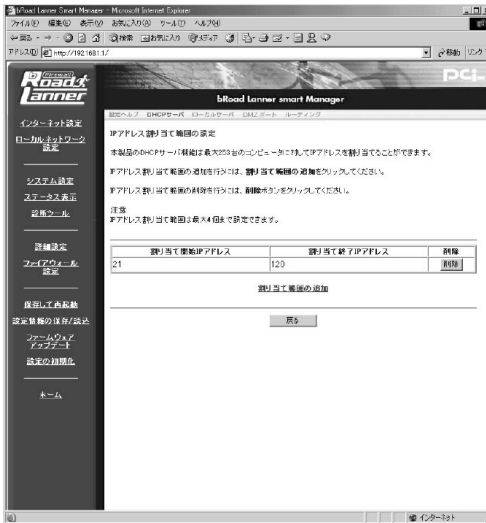 bRoad Lanner Smart Manager - Microsoft Internet Explorer
ファイル(F) 編集(E) 表示(V) お気に入り(A) ツール(T) ヘルプ(H)
戻る 検索 お気に入り
アドレス(D) http://192.168.1.1/ 移動 リンク
Firewall
Road
Lanner
PCi
bRoad Lanner smart Manager
設定ヘルプ DHCPサーバ ローカルサーバ DMZポート ルーティング
インターネット設定
ローカルネットワーク
設定
システム設定
ステータス表示
診断ツール
詳細設定
ファイアウォール
設定
保存して再起動
設定情報の保存/読込
ファームウェア
アップデート
設定の初期化
ホーム
IPアドレス割り当て範囲の設定
本製品のDHCPサーバ機能は最大253台のコンピュータに対してIPアドレスを割り当てることができます。
IPアドレス割り当て範囲の追加を行うには、割り当て範囲の追加をクリックしてください。
IPアドレス割り当て範囲の削除を行うには、削除ボタンをクリックしてください。
注意
IPアドレス割り当て範囲は最大4個まで設定できます。
割り当て開始IPアドレス 割り当て終了IPアドレス 削除
21 120 削除
割り当て範囲の追加
戻る
インターネット